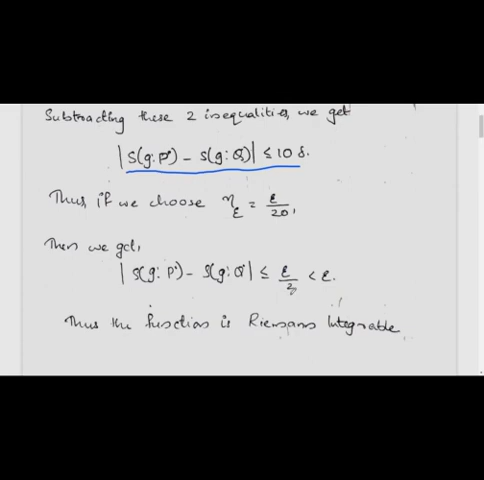 Subtracting these 2 inequalities, we get
|S(g:P) - S(g:Q)| ≤ 10 δ.
Thus if we choose η_ε = ε/20,
Then we get,
|S(g:P) - S(g:Q)| ≤ ε/2 < ε.
Thus the function is Riemann Integrable